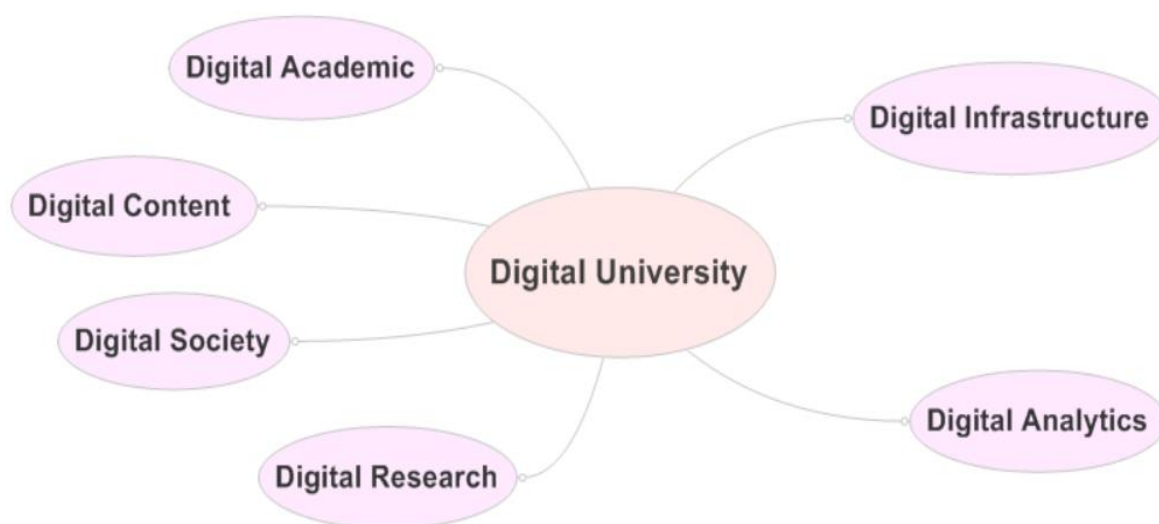 Digital Academic
Digital Infrastructure
Digital Content
Digital University
Digital Society
Digital Analytics
Digital Research